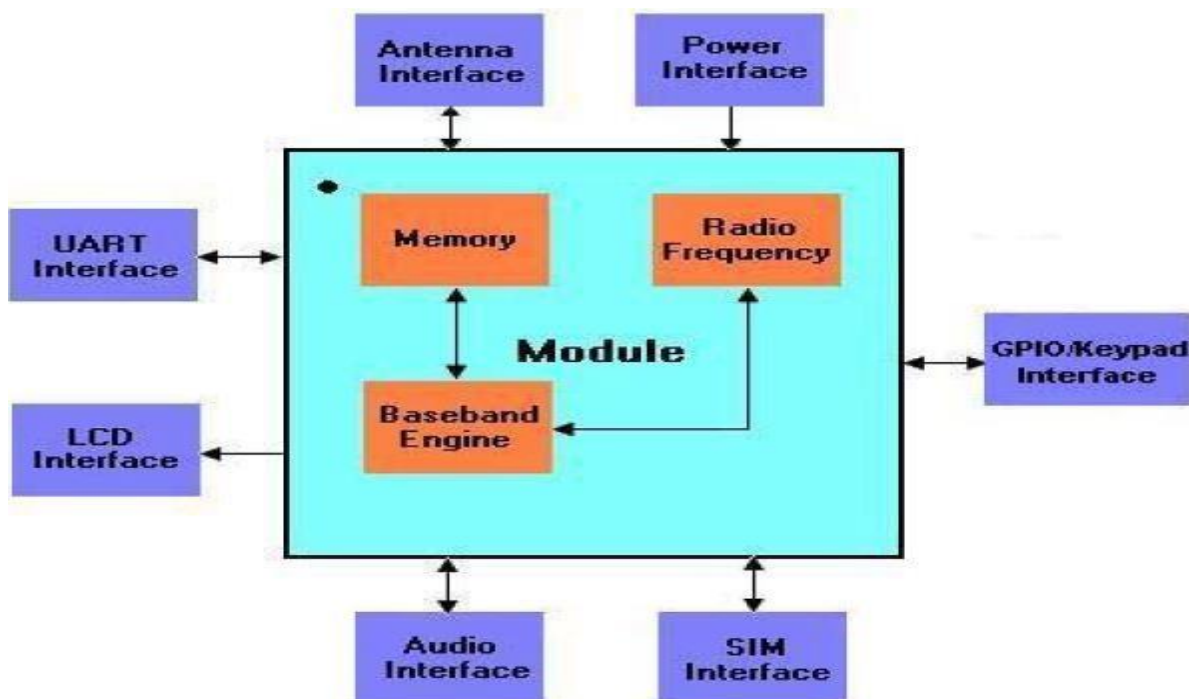 Antenna
Interface
Power
Interface
Memory
Radio
Frequency
UART
Interface
Module
GPIO/Keypad
Interface
Baseband
Engine
LCD
Interface
Audio
Interface
SIM
Interface